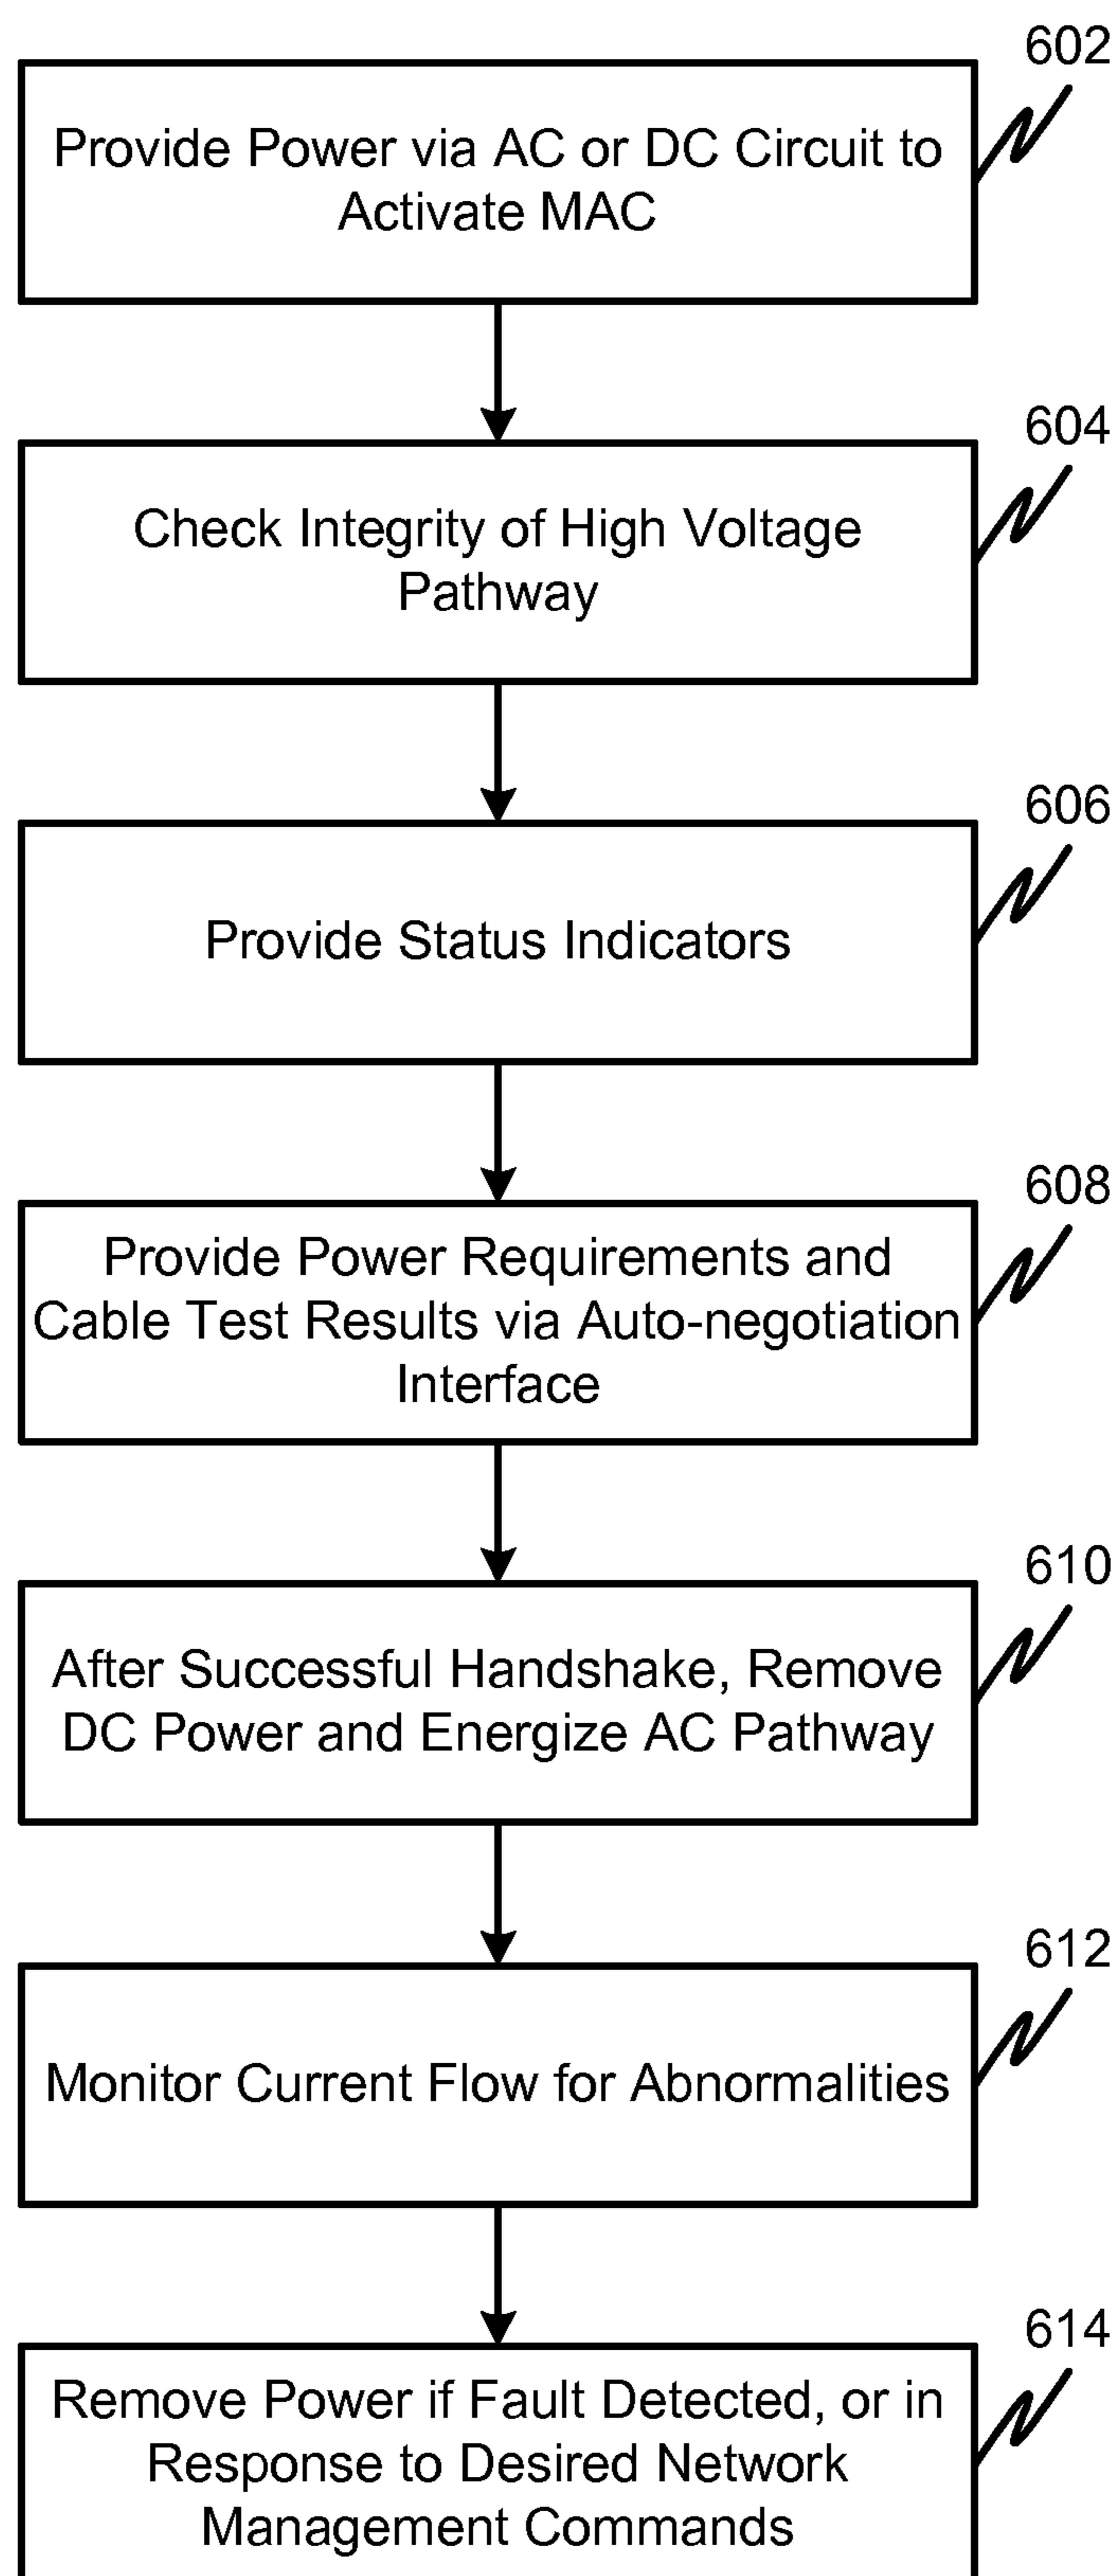 602
Provide Power via AC or DC Circuit to
Activate MAC
604
Check Integrity of High Voltage
Pathway
606
Provide Status Indicators
608
Provide Power Requirements and
Cable Test Results via Auto-negotiation
Interface
610
After Successful Handshake, Remove
DC Power and Energize AC Pathway
612
Monitor Current Flow for Abnormalities
614
Remove Power if Fault Detected, or in
Response to Desired Network
Management Commands